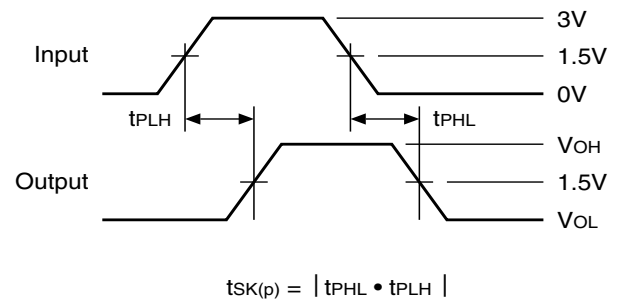 3V
Input
1.5V
0V
tPLH
tPHL
VOH
Output
1.5V
VOL
tSK(p) = | tPHL • tPLH |